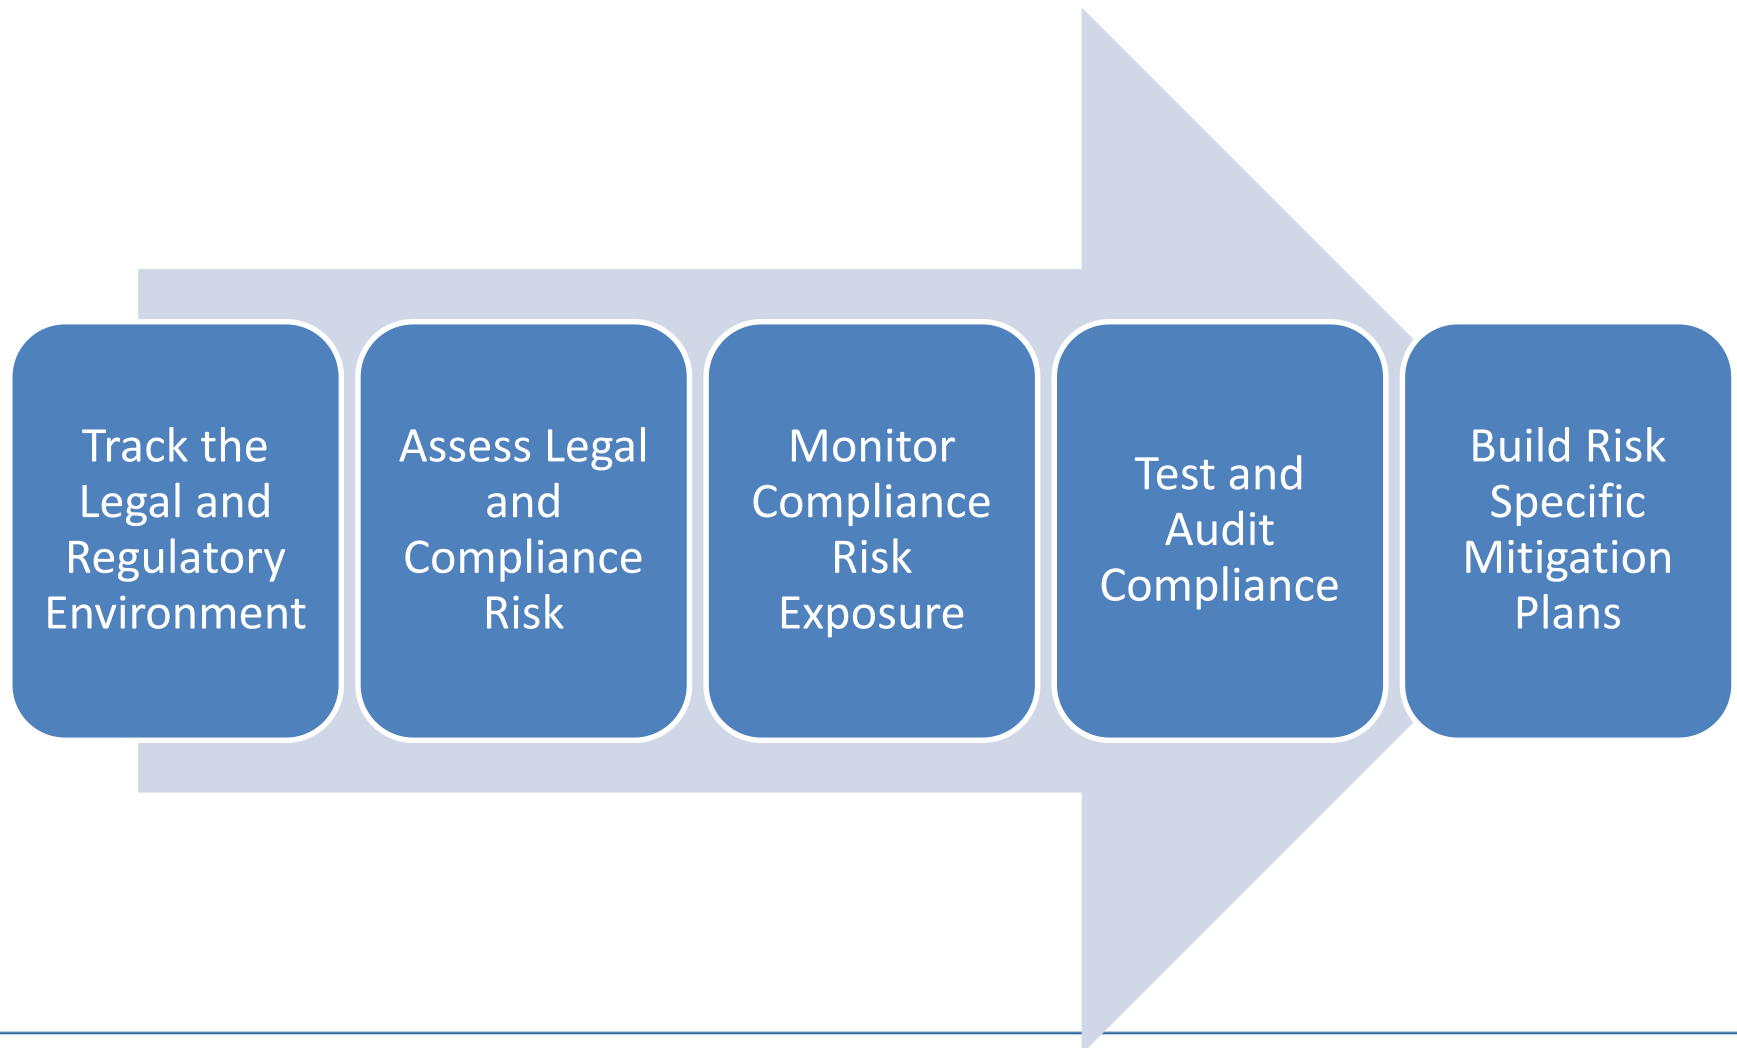 Track the
Legal and
Regulatory
Environment
Assess Legal
and
Compliance
Risk
Monitor
Compliance
Risk
Exposure
Test and
Audit
Compliance
Build Risk
Specific
Mitigation
Plans